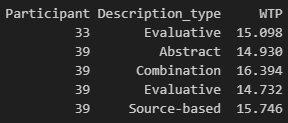 Participant Description_type WTP
33 Evaluative 15.098
39 Abstract 14.930
39 Combination 16.394
39 Evaluative 14.732
39 Source-based 15.746